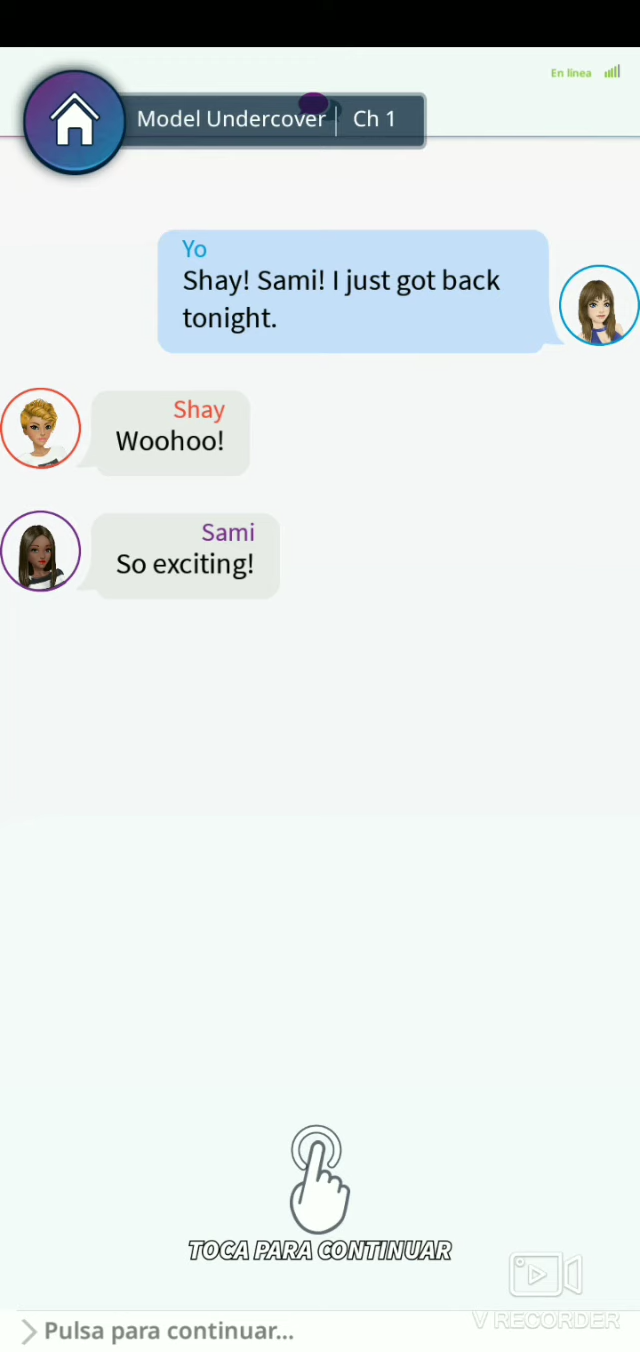 En línea
Model Undercover | Ch 1
Yo
Shay! Sami! I just got back
tonight.
Shay
Woohoo!
Sami
So exciting!
TOCA PARA CONTINUAR
V RECORDER
Pulsa para continuar...